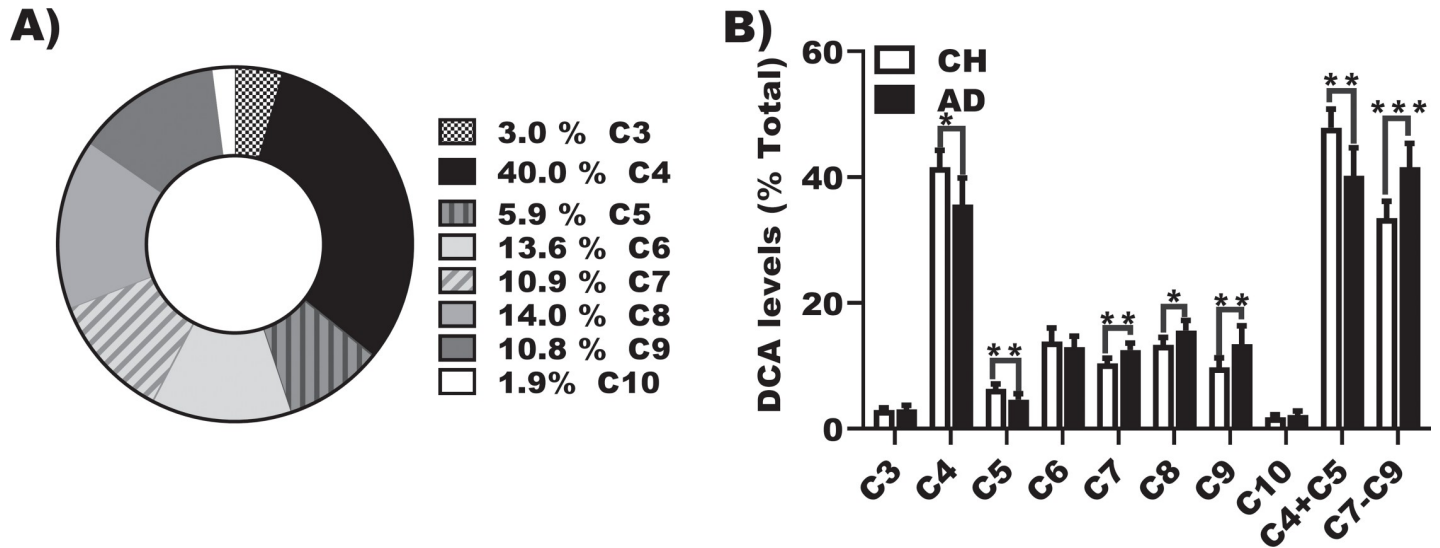 A)
3.0 % C3
40.0 % C4
5.9 % C5
13.6 % C6
10.9 % C7
14.0 % C8
10.8 % C9
1.9% C10
B)
DCA levels (% Total)
60
40
20
0
CH
AD
*
**
**
*
**
**
***
C3
C4
C5
C6
C7
C8
C9
C10
C4+C5
C7-C9